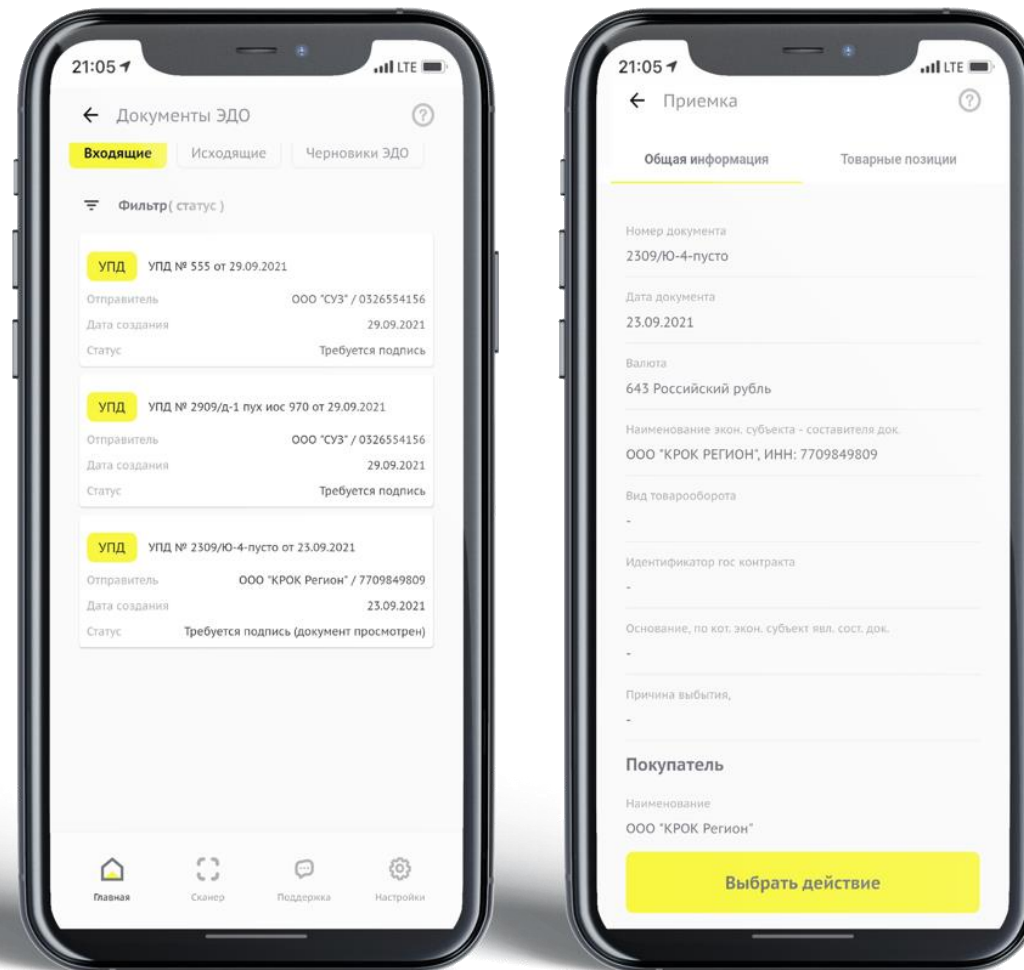 21:05
LTE
Документы ЭДО
?
Входящие
Исходящие
Черновики ЭДО
Фильтр( статус )
УПД
УПД № 555 от 29.09.2021
Отправитель
ООО "СУЗ" / 0326554156
Дата создания
29.09.2021
Статус
Требуется подпись
УПД
УПД № 2909/д-1 пух иос 970 от 29.09.2021
Отправитель
ООО "СУЗ" / 0326554156
Дата создания
29.09.2021
Статус
Требуется подпись
УПД
УПД № 2309/Ю-4-пусто от 23.09.2021
Отправитель
ООО "КРОК Регион" / 7709849809
Дата создания
23.09.2021
Статус
Требуется подпись (документ просмотрен)
Главная
Сканер
Поддержка
Настройки
21:05
LTE
Приемка
?
Общая информация
Товарные позиции
Номер документа
2309/Ю-4-пусто
Дата документа
23.09.2021
Валюта
643 Российский рубль
Наименование экон. субъекта - составителя док.
ООО "КРОК РЕГИОН", ИНН: 7709849809
Вид товарооборота
-
Идентификатор гос контракта
-
Основание, по кот. экон. субъект явл. сост. док.
-
Причина выбытия,
-
Покупатель
Наименование
ООО "КРОК Регион"
Выбрать действие